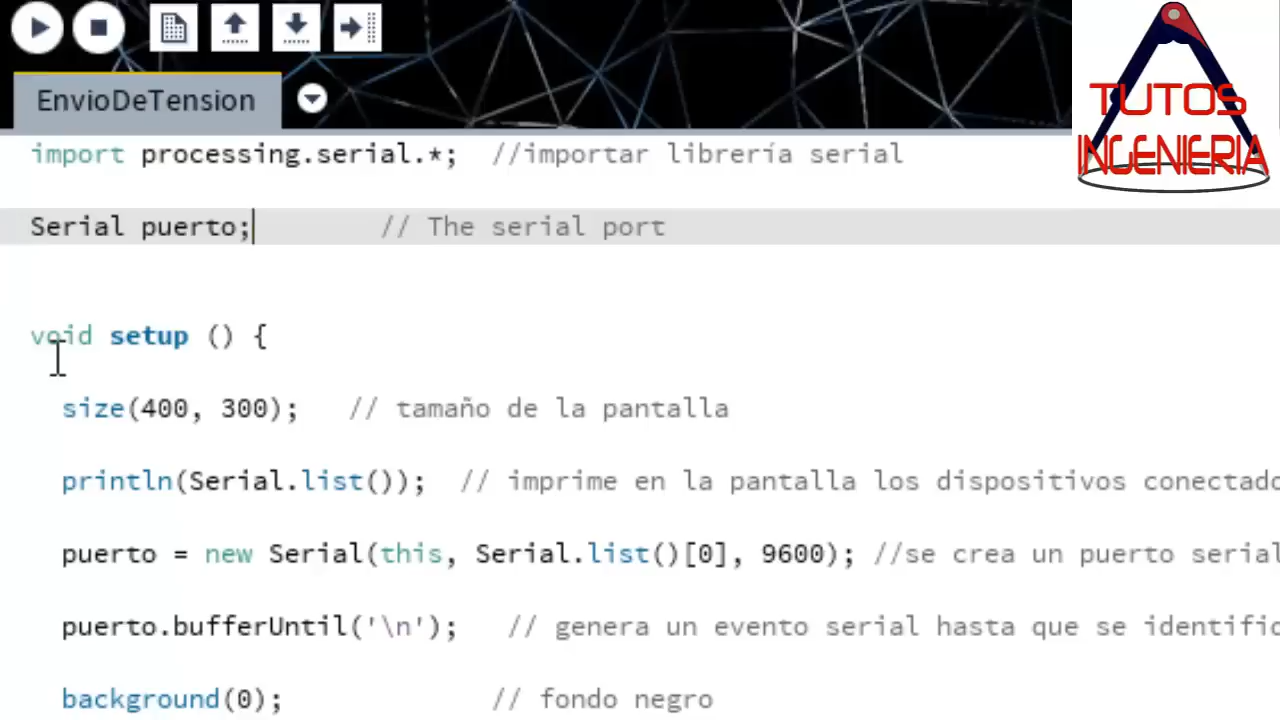 TUTOS
INGENIERIA
EnvioDeTension
import processing.serial.*; //importar librería serial
Serial puerto; // The serial port
void setup () {
size(400, 300); // tamaño de la pantalla
println(Serial.list()); // imprime en la pantalla los dispositivos conectado
puerto = new Serial(this, Serial.list()[0], 9600); //se crea un puerto serial
puerto.bufferUntil('\n'); // genera un evento serial hasta que se identific
background(0); // fondo negro